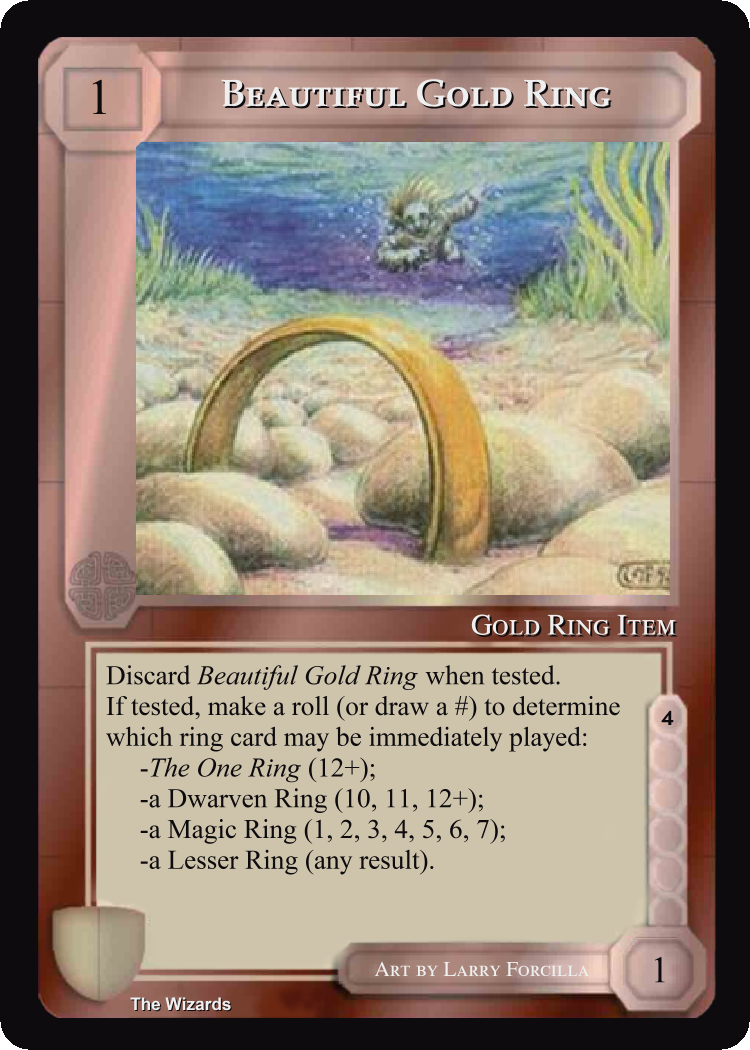 1
Beautiful Gold Ring
Gold Ring Item
Discard Beautiful Gold Ring when tested.
If tested, make a roll (or draw a #) to determine
which ring card may be immediately played:
-The One Ring (12+);
-a Dwarven Ring (10, 11, 12+);
-a Magic Ring (1, 2, 3, 4, 5, 6, 7);
-a Lesser Ring (any result).
4
Art by Larry Forcilla
1
The Wizards